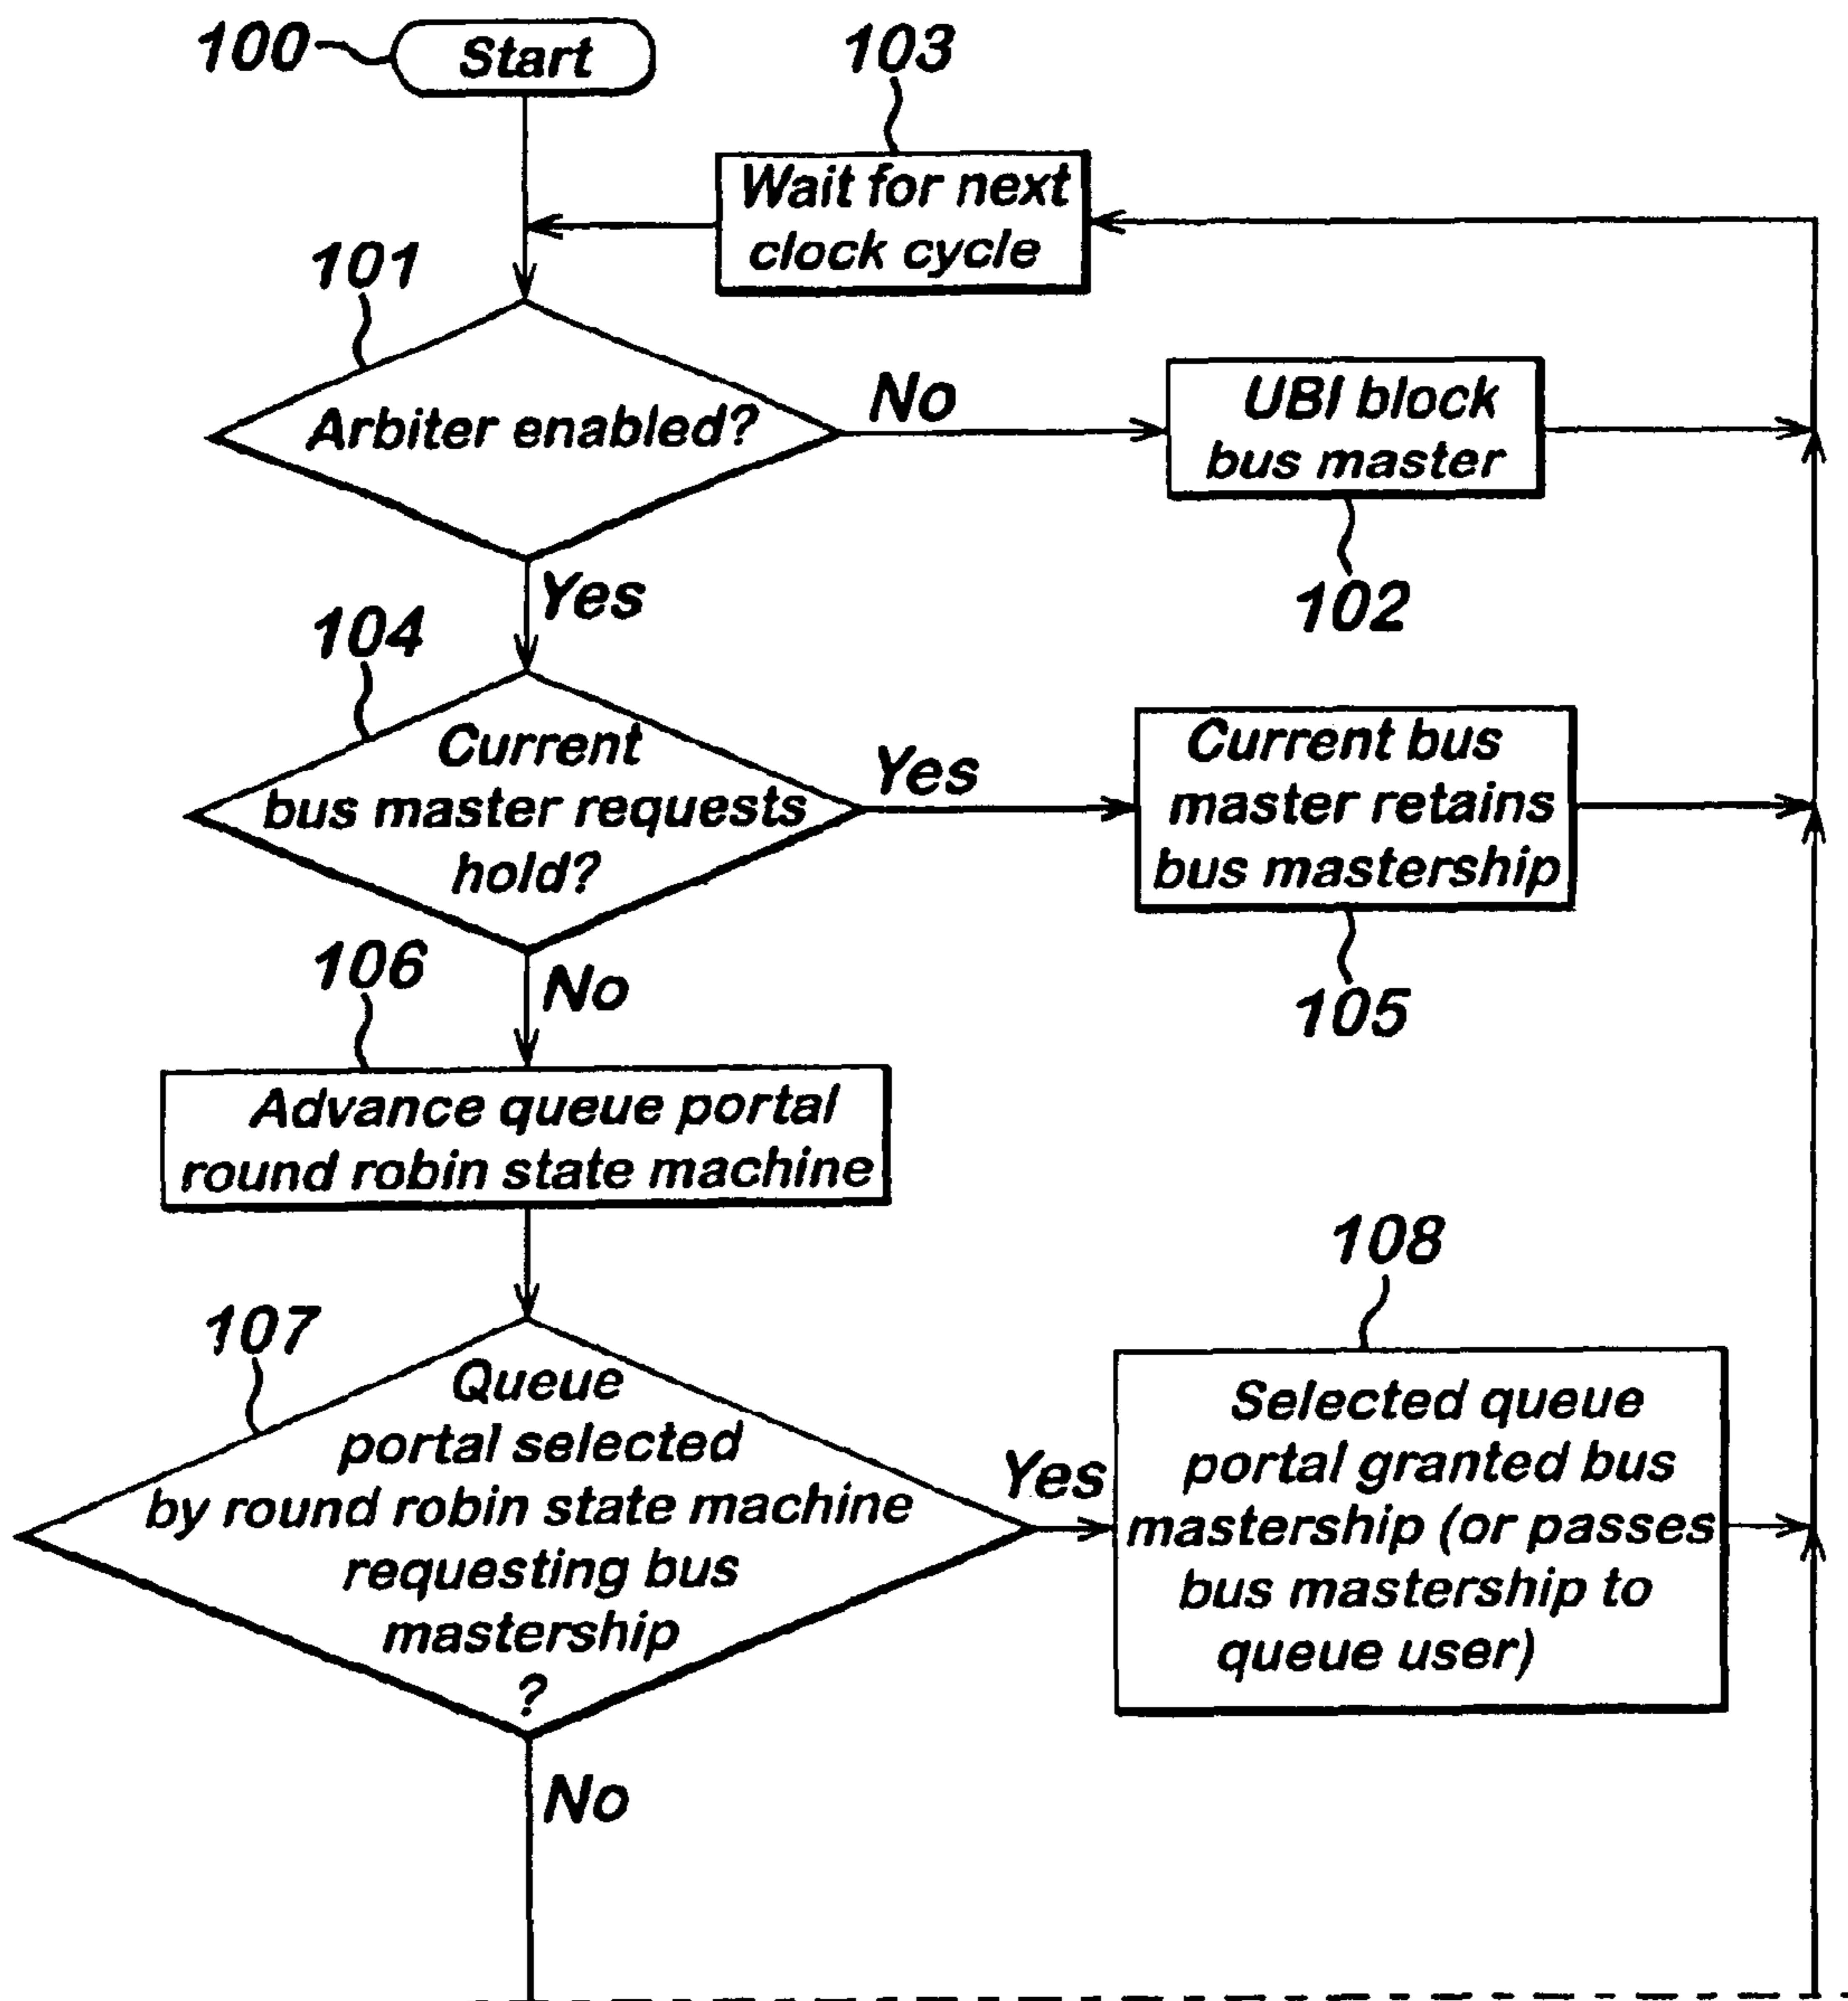 100
Start
103
Wait for next
clock cycle
101
Arbiter enabled?
No
UBI block
bus master
102
Yes
104
Current
bus master requests
hold?
Yes
Current bus
master retains
bus mastership
105
No
106
Advance queue portal
round robin state machine
107
Queue
portal selected
by round robin state machine
requesting bus
mastership
?
Yes
108
Selected queue
portal granted bus
mastership (or passes
bus mastership to
queue user)
No